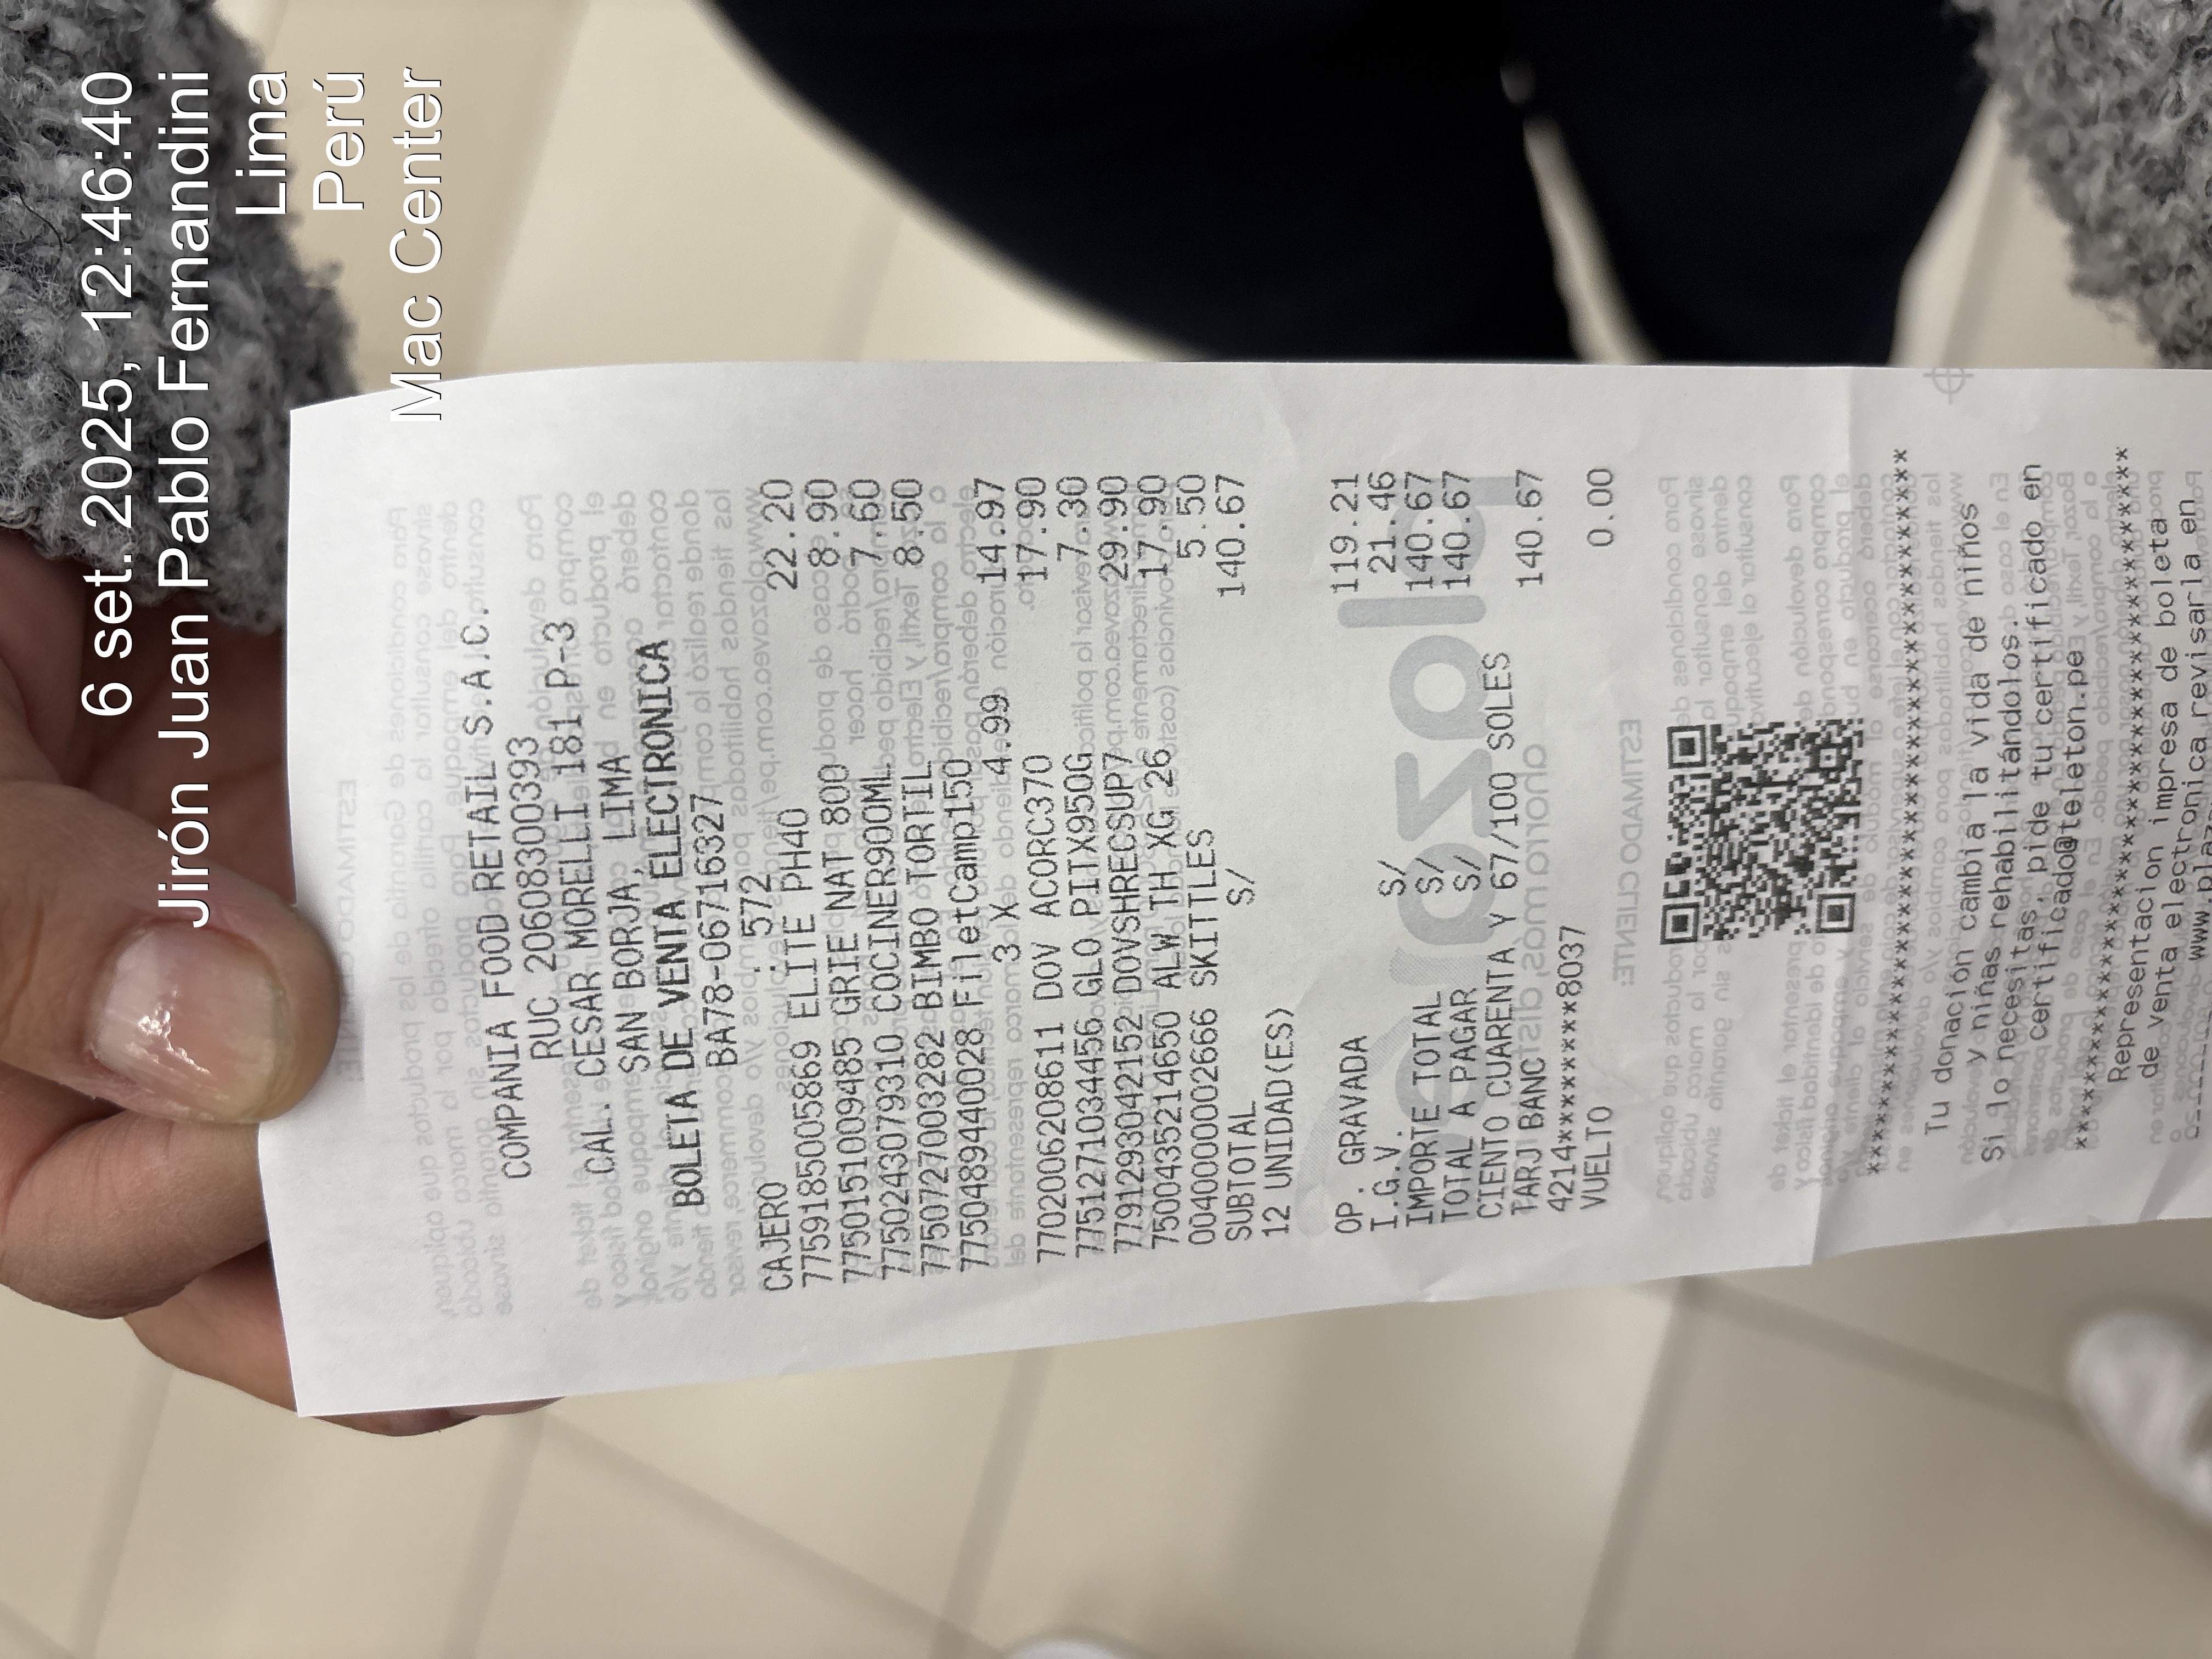 6 set. 2025, 12:46:40
Jirón Juan Pablo Fernandini
Lima
Perú
Mac Center
COMPANIA FOOD RETAIL S.A.C.
RUC 20608300393
CAL. CESAR MORELLI 181 P-3
SAN BORJA, LIMA
BOLETA DE VENTA ELECTRONICA
BA78-06716327
CAJERO : 572
7759185005869 ELITE PH40 22.20
7750151009485 GRIE NAT 800 8.90
7750243079310 COCINER900ML 7.60
7750727003282 BIMBO TORTIL 8.50
7750489440028 FiletCamp150
3 X 4.99 14.97
7702006208611 DOV ACORC370 17.90
7751271034456 GLO PITX950G 7.30
7791293042152 DOVSHRECSUP7 29.90
7500435214650 ALW TH XG 26 17.90
0040000002666 SKITTLES 5.50
SUBTOTAL S/ 140.67
12 UNIDAD(ES)
OP. GRAVADA 119.21
I.G.V. S/ 21.46
IMPORTE TOTAL S/ 140.67
TOTAL A PAGAR S/ 140.67
CIENTO CUARENTA Y 67/100 SOLES
TARJ BANC 140.67
4214********8037
VUELTO 0.00
******************************************
Tu donación cambia la vida de niños
y niñas rehabilitándolos.
Si lo necesitas, pide tu certificado en
certificado@teleton.pe
******************************************
Representacion impresa de boleta
de venta electronica revisarla en